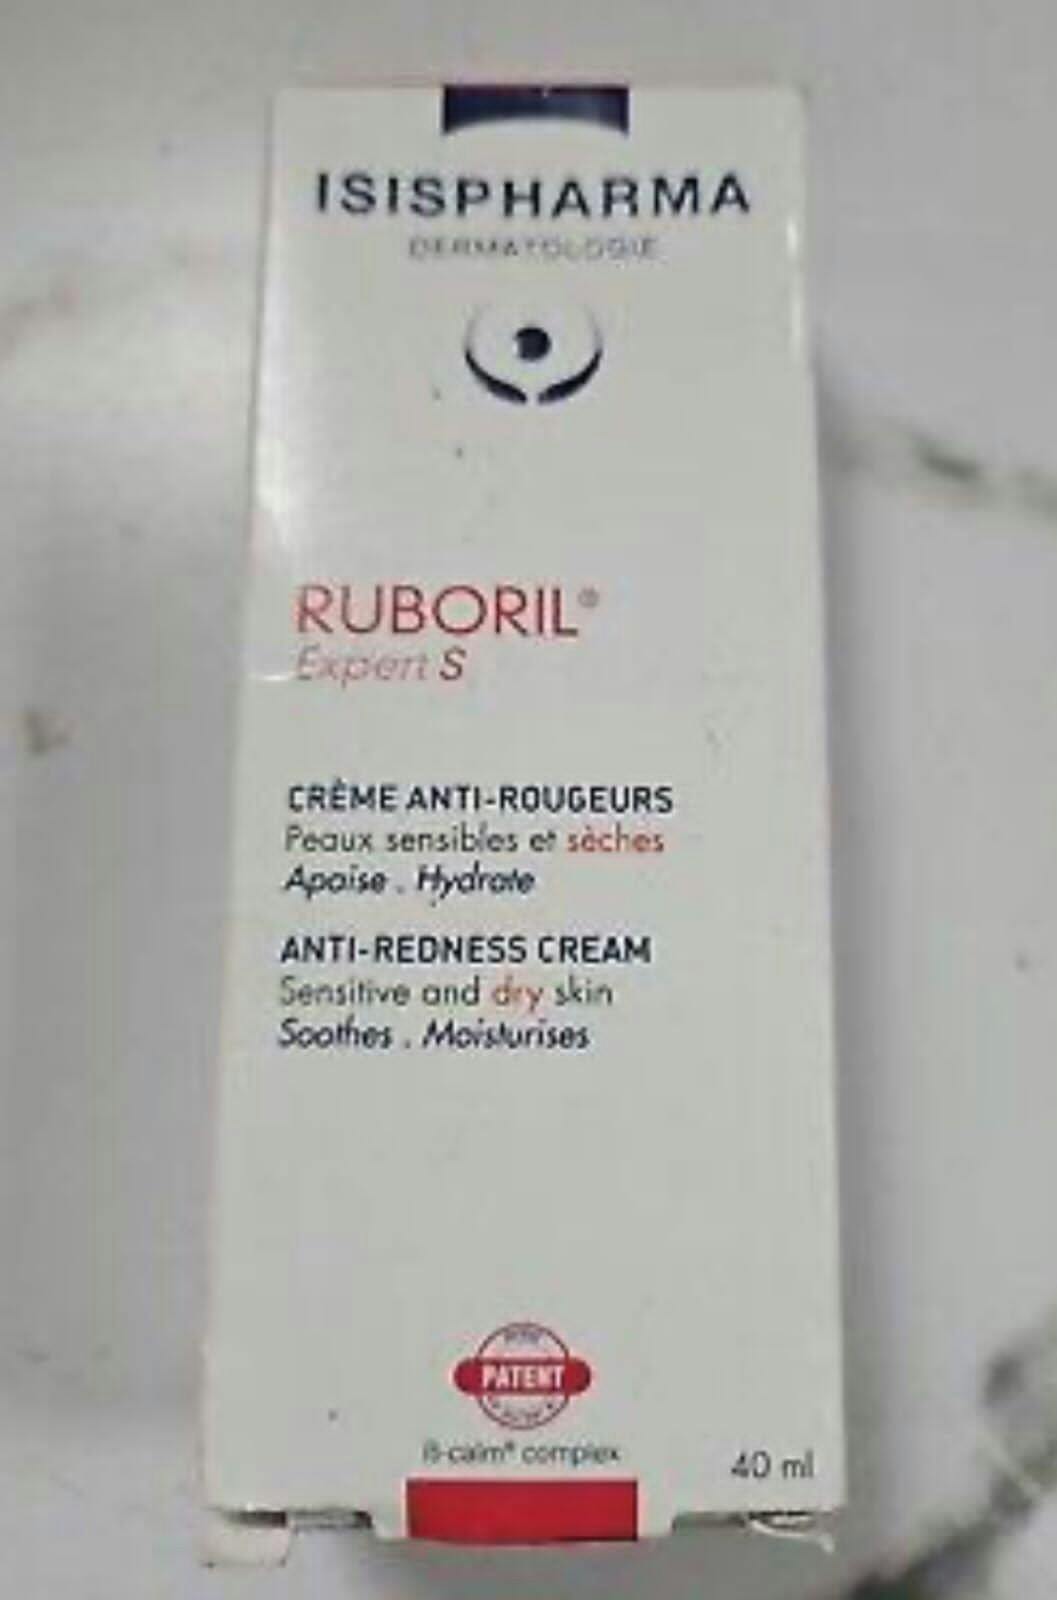 ISISPHARMA
DERMATOLOGIE
RUBORIL®
Expert S
CRÈME ANTI-ROUGEURS
Peaux sensibles et sèches
Apaise . Hydrate
ANTI-REDNESS CREAM
Sensitive and dry skin
Soothes . Moisturises
PATENT
is-calm® complex
40 ml